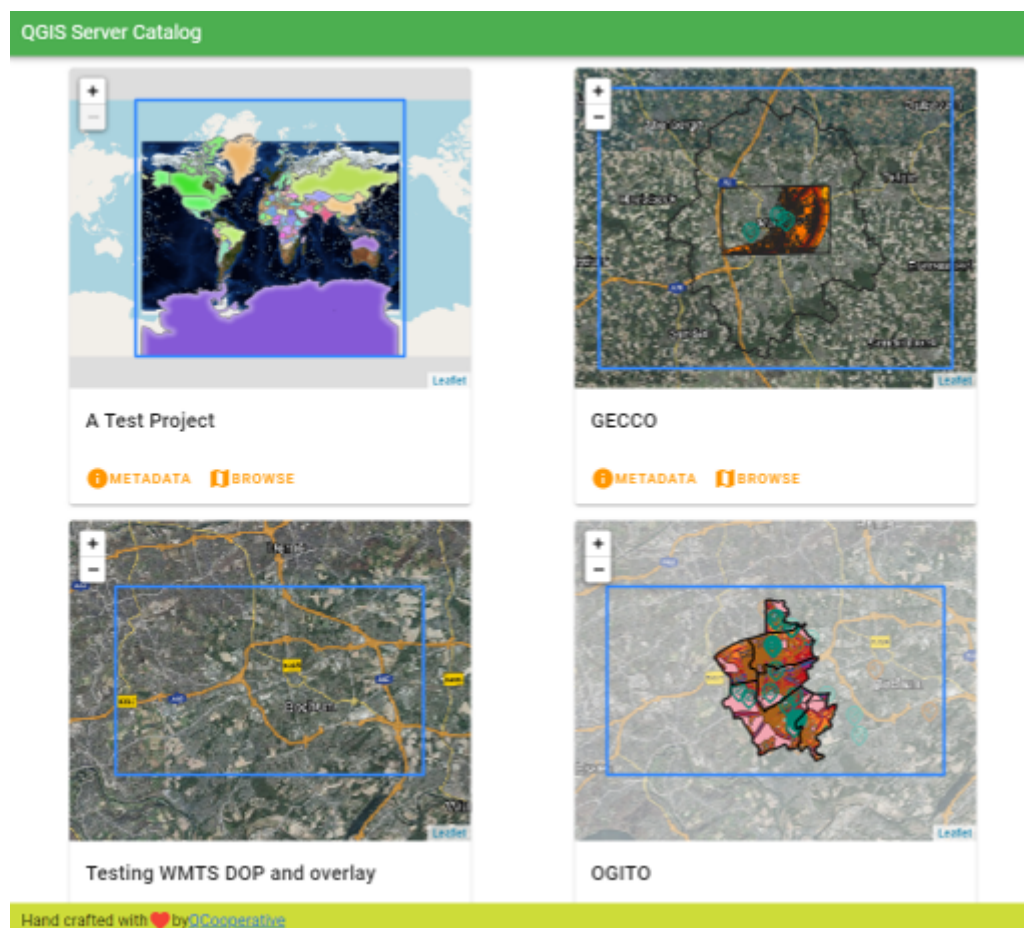 QGIS Server Catalog
+
−
Leaflet
A Test Project
METADATA BROWSE
+
−
Leaflet
GECCO
METADATA BROWSE
+
−
Leaflet
Testing WMTS DOP and overlay
+
−
Leaflet
OGITO
Hand crafted with ❤ by QCooperative